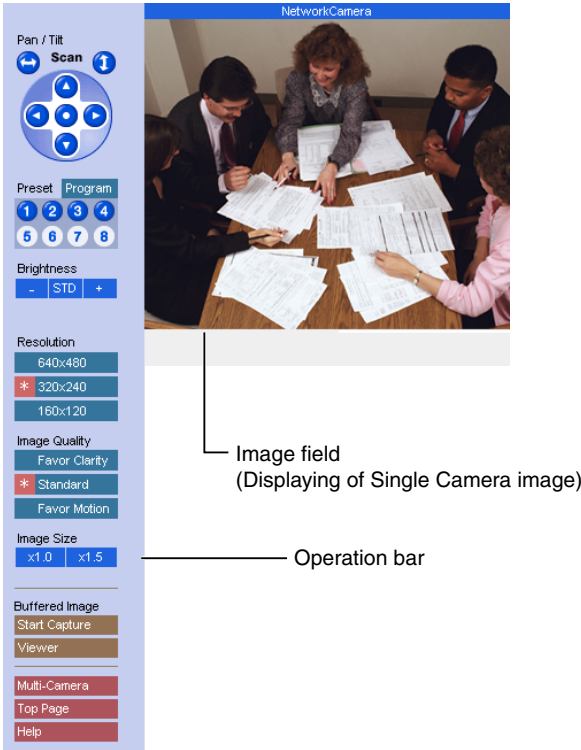 NetworkCamera
Pan / Tilt
Scan
Preset Program
1 2 3 4
5 6 7 8
Brightness
- STD +
Resolution
640x480
* 320x240
160x120
Image Quality
Favor Clarity
* Standard
Favor Motion
Image Size
x1.0 x1.5
Buffered Image
Start Capture
Viewer
Multi-Camera
Top Page
Help
Image field
(Displaying of Single Camera image)
Operation bar